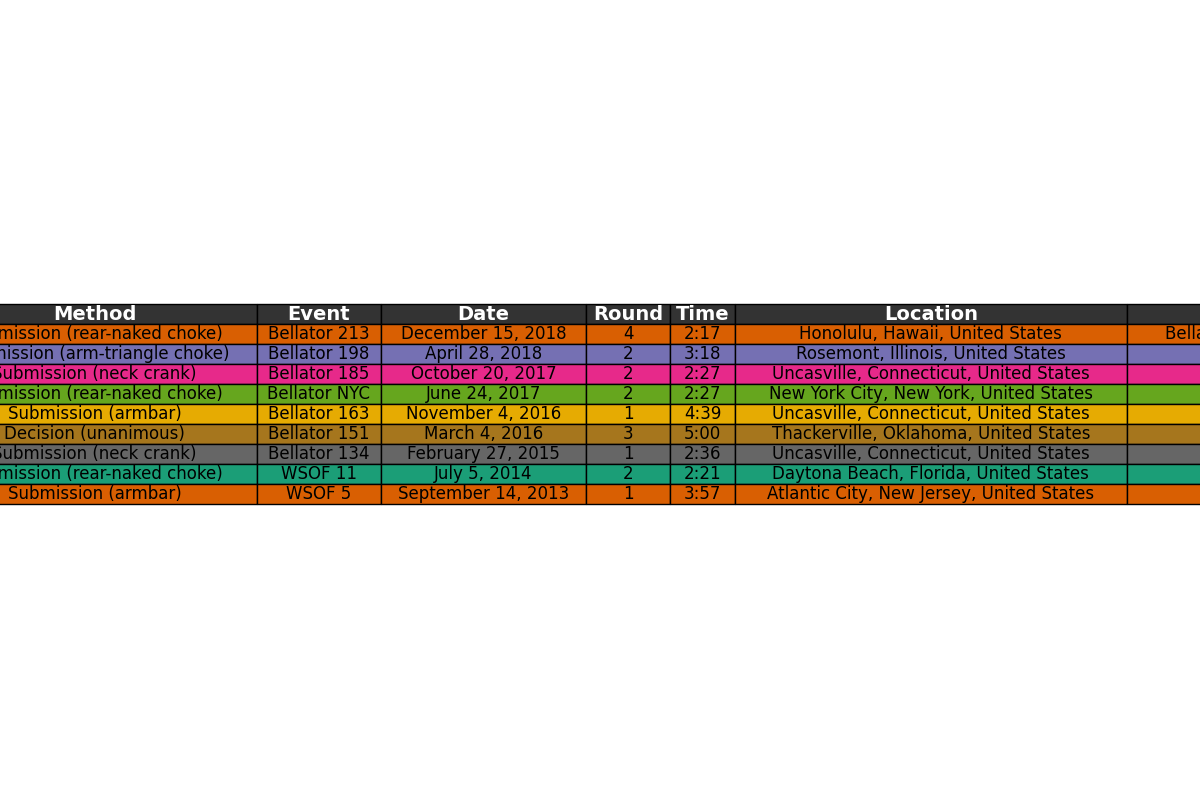 Method Event Date Round Time Location
(rear-naked choke) Bellator 213 December 15, 2018 4 2:17 Honolulu, Hawaii, United States
(arm-triangle choke) Bellator 198 April 28, 2018 2 3:18 Rosemont, Illinois, United States
Submission (neck crank) Bellator 185 October 20, 2017 2 2:27 Uncasville, Connecticut, United States
(rear-naked choke) Bellator NYC June 24, 2017 2 2:27 New York City, New York, United States
Submission (armbar) Bellator 163 November 4, 2016 1 4:39 Uncasville, Connecticut, United States
Decision (unanimous) Bellator 151 March 4, 2016 3 5:00 Thackerville, Oklahoma, United States
Submission (neck crank) Bellator 134 February 27, 2015 1 2:36 Uncasville, Connecticut, United States
(rear-naked choke) WSOF 11 July 5, 2014 2 2:21 Daytona Beach, Florida, United States
Submission (armbar) WSOF 5 September 14, 2013 1 3:57 Atlantic City, New Jersey, United States